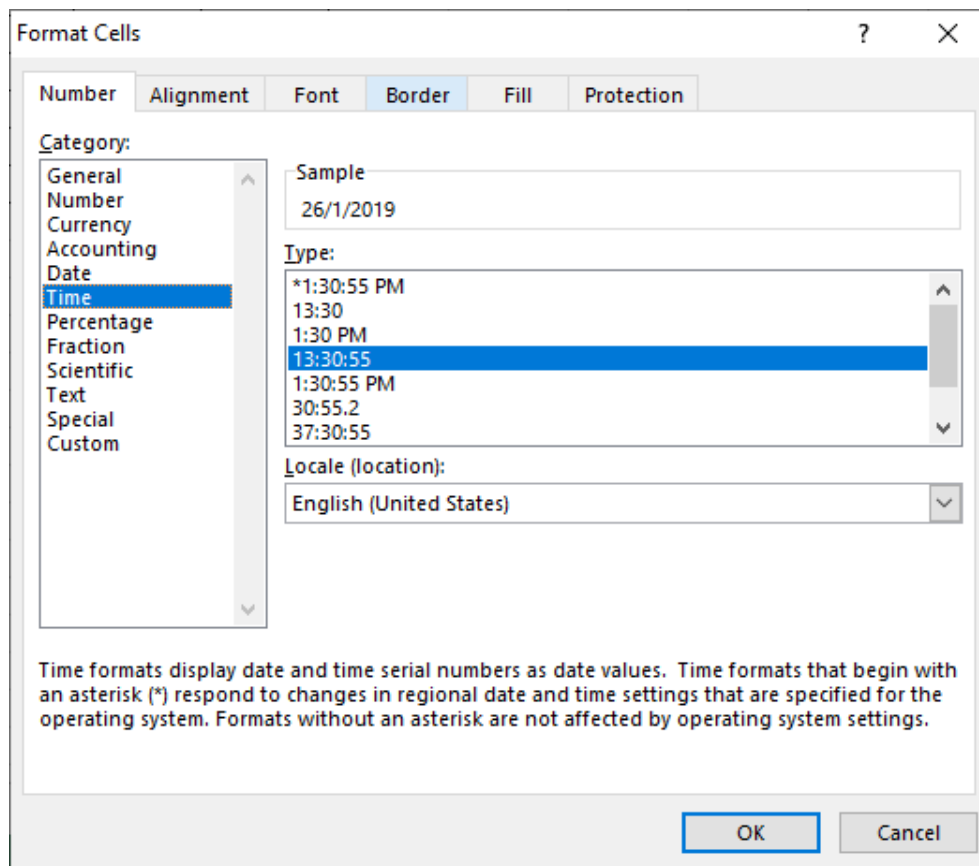 Format Cells
?
Number
Alignment
Font
Border
Fill
Protection
Category:
General
Number
Currency
Accounting
Date
Time
Percentage
Fraction
Scientific
Text
Special
Custom
Sample
26/1/2019
Type:
*1:30:55 PM
13:30
1:30 PM
13:30:55
1:30:55 PM
30:55.2
37:30:55
Locale (location):
English (United States)
Time formats display date and time serial numbers as date values. Time formats that begin with
an asterisk (*) respond to changes in regional date and time settings that are specified for the
operating system. Formats without an asterisk are not affected by operating system settings.
OK
Cancel